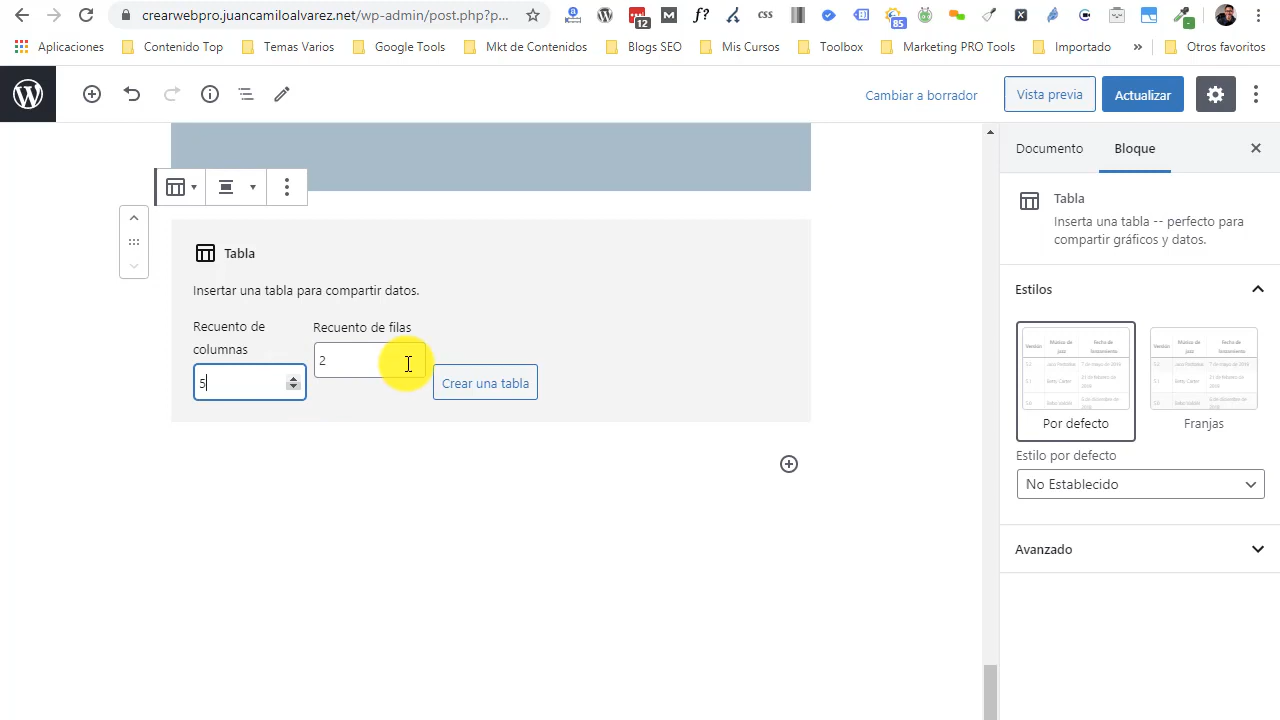 crearwebpro.juancamiloalvarez.net/wp-admin/post.php?p...
12
css
85
Aplicaciones
Contenido Top
Temas Varios
Google Tools
Mkt de Contenidos
Blogs SEO
Mis Cursos
Toolbox
Marketing PRO Tools
Importado
»
Otros favoritos
Cambiar a borrador
Vista previa
Actualizar
Documento
Bloque
Tabla
Inserta una tabla -- perfecto para
compartir gráficos y datos.
Tabla
Insertar una tabla para compartir datos.
Recuento de
columnas
Recuento de filas
5
2
Crear una tabla
Estilos
Por defecto
Franjas
Estilo por defecto
No Establecido
Avanzado